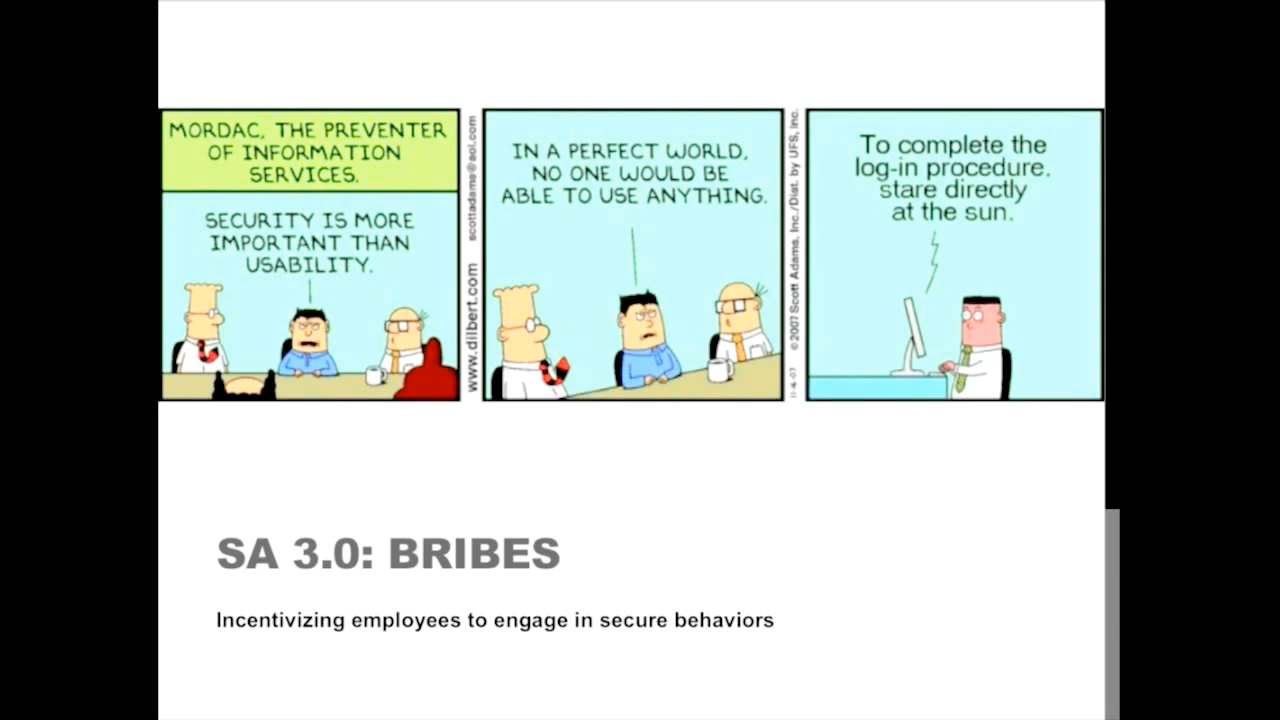 MORDAC, THE PREVENTER
OF INFORMATION
SERVICES.
SECURITY IS MORE
IMPORTANT THAN
USABILITY.
www.dilbert.com scottadams@aol.com
IN A PERFECT WORLD,
NO ONE WOULD BE
ABLE TO USE ANYTHING.
©2007 Scott Adams, Inc./Dist. by UFS, Inc.
To complete the
log-in procedure,
stare directly
at the sun.
SA 3.0: BRIBES
Incentivizing employees to engage in secure behaviors